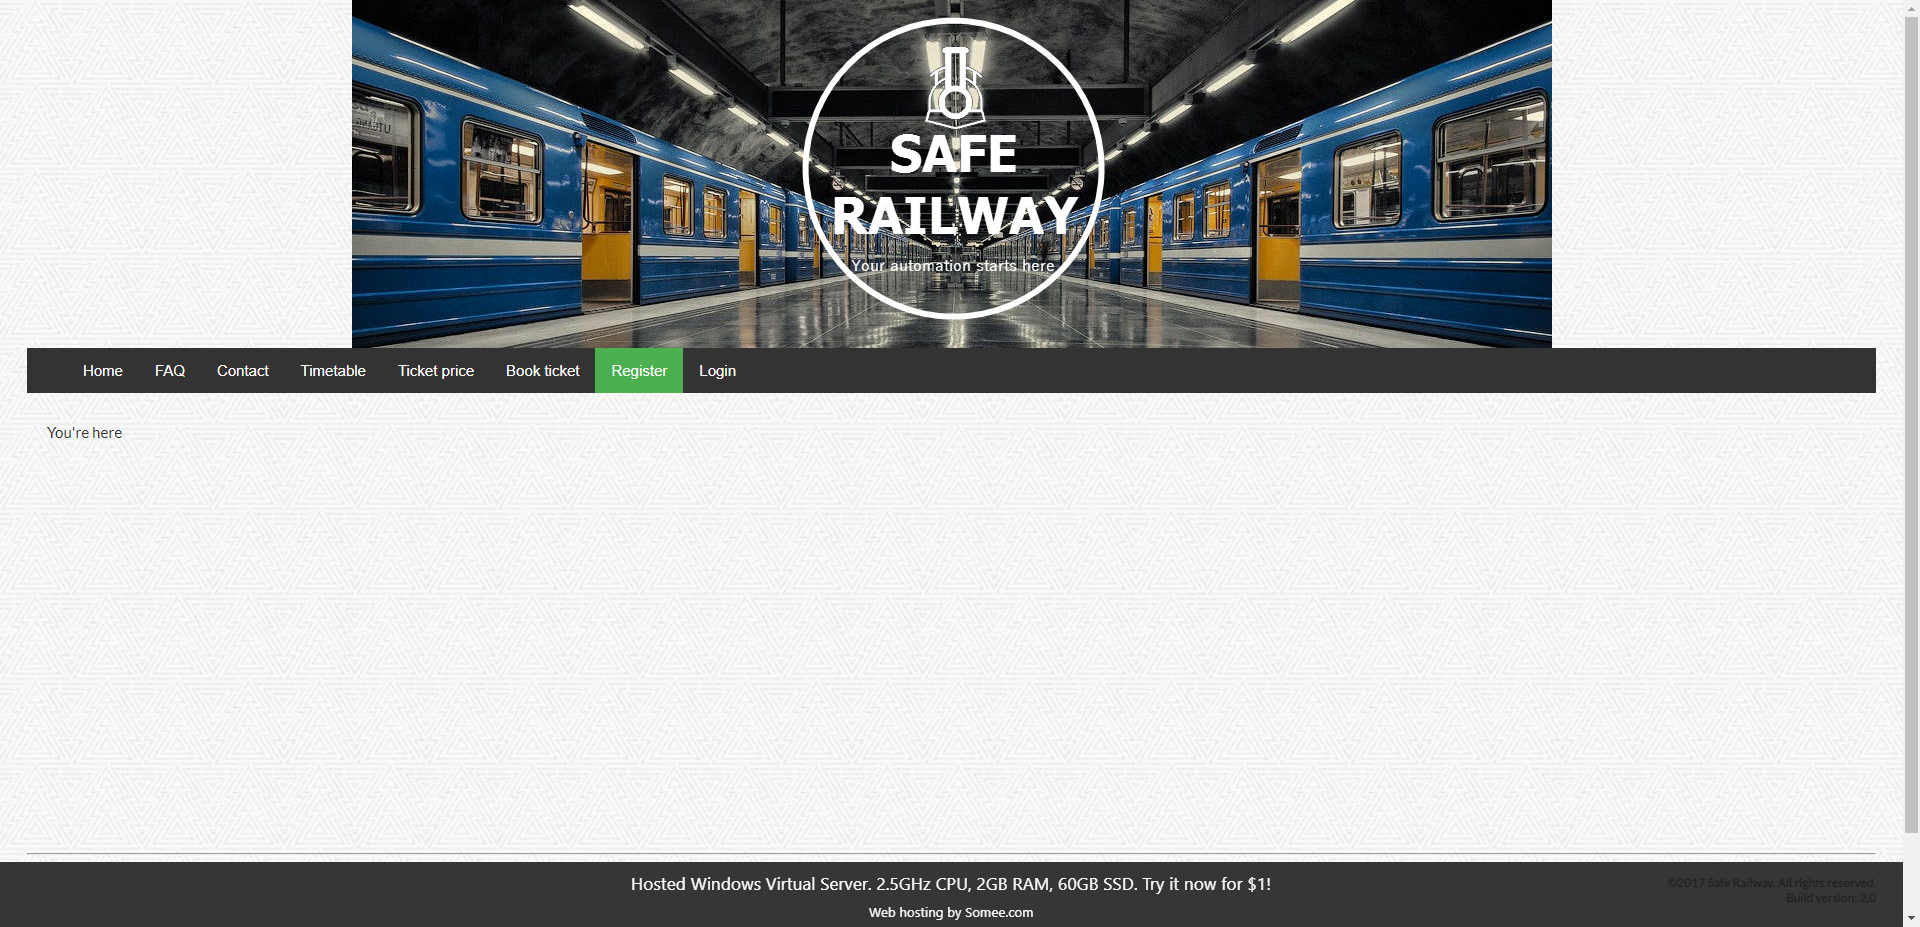 SAFE
RAILWAY
Your automation starts here
Home FAQ Contact Timetable Ticket price Book ticket Register Login
You're here
Hosted Windows Virtual Server. 2.5GHz CPU, 2GB RAM, 60GB SSD. Try it now for $1!
Web hosting by Somee.com
©2017 Safe Railway. All rights reserved.
Build version: 2.0